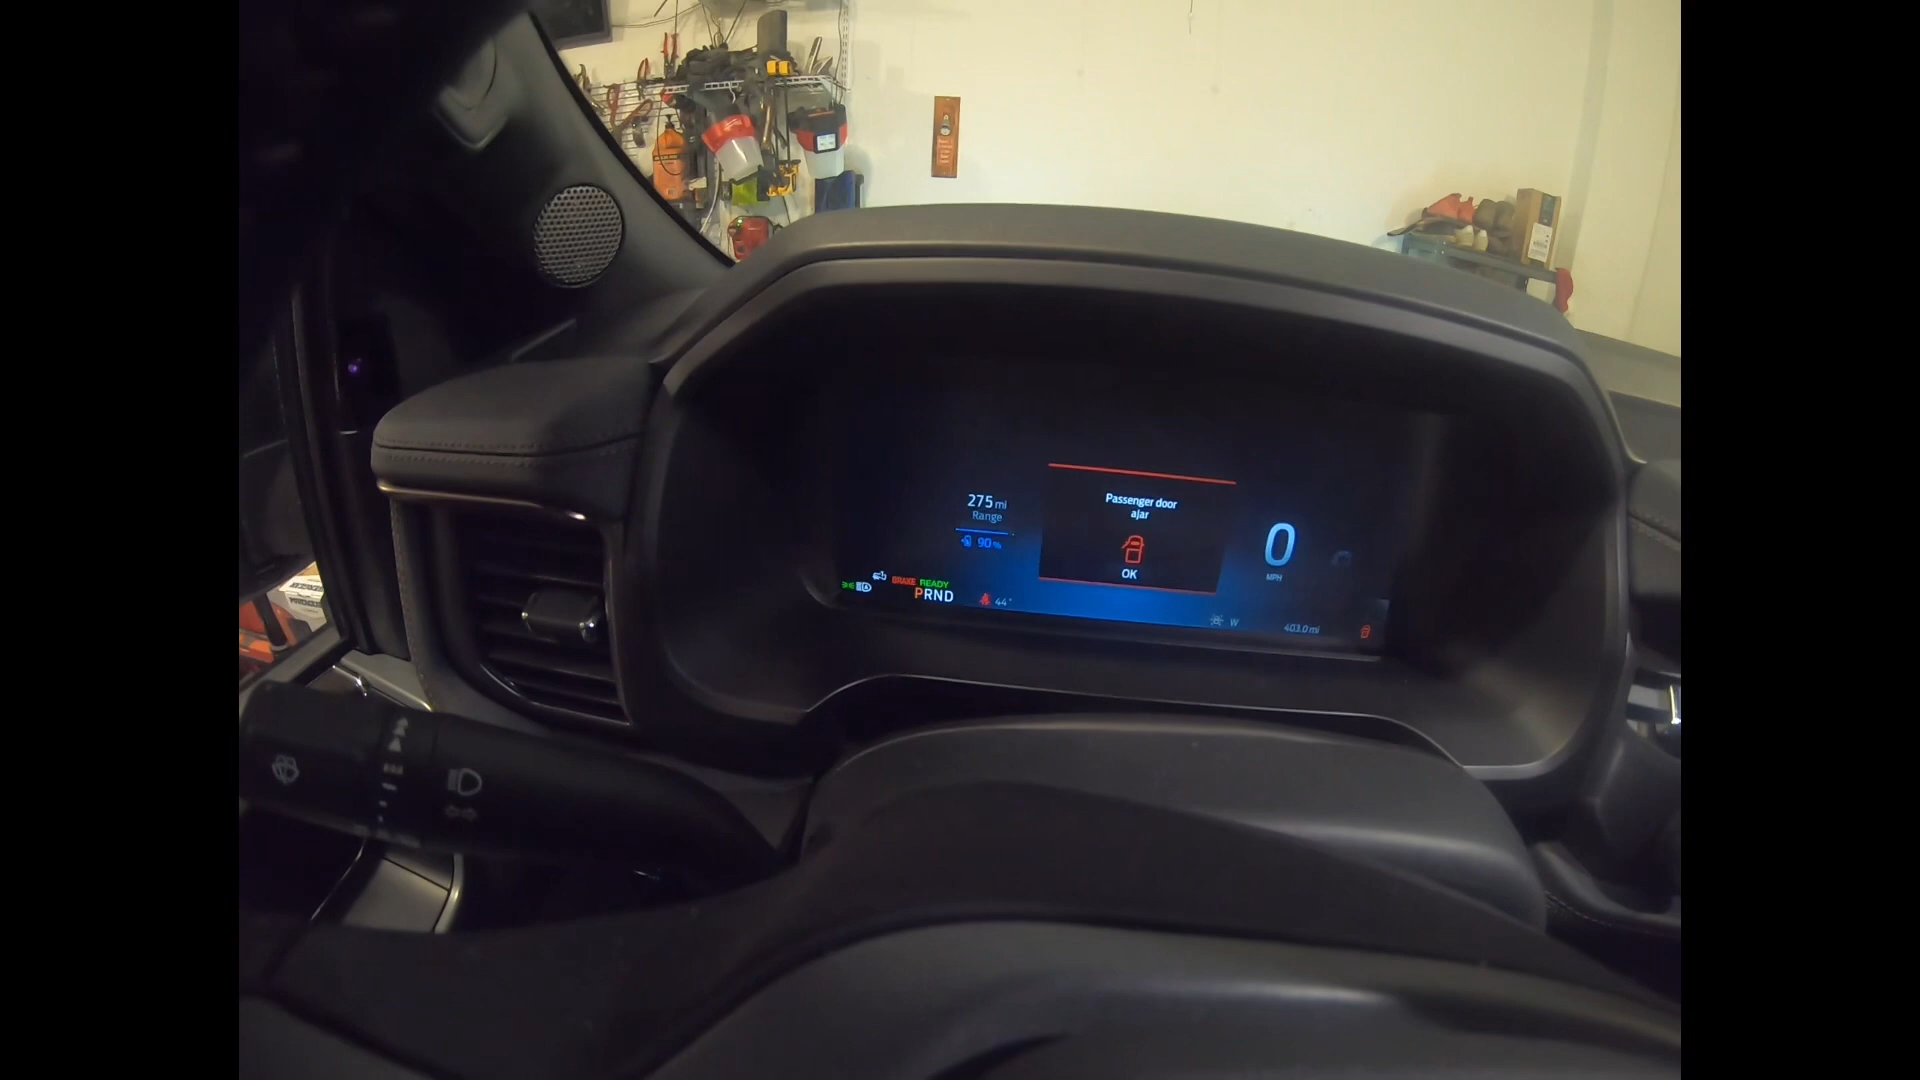 275 mi
Range
90%
Passenger door
ajar
OK
0
MPH
BRAKE READY
PRND
44°
W
403.0 mi